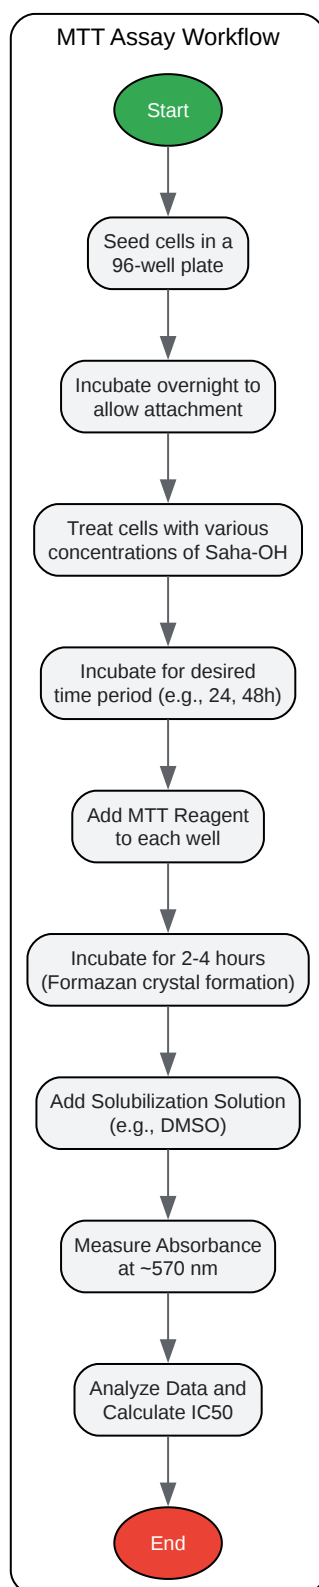 MTT Assay Workflow
Start
Seed cells in a
96-well plate
Incubate overnight to
allow attachment
Treat cells with various
concentrations of Saha-OH
Incubate for desired
time period (e.g., 24, 48h)
Add MTT Reagent
to each well
Incubate for 2-4 hours
(Formazan crystal formation)
Add Solubilization Solution
(e.g., DMSO)
Measure Absorbance
at ~570 nm
Analyze Data and
Calculate IC50
End